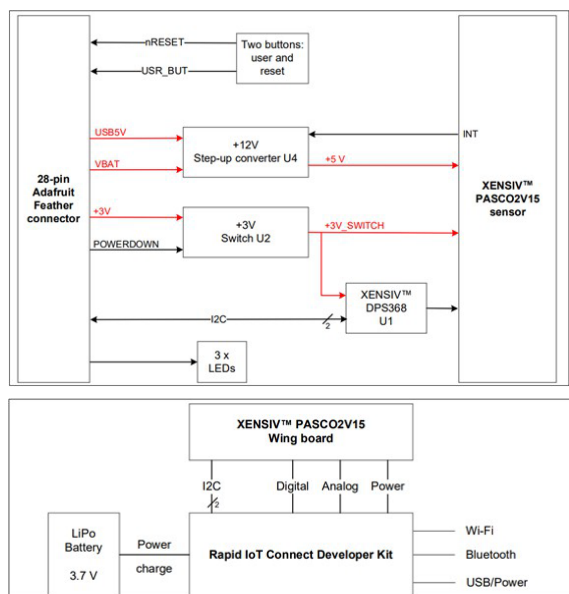 nRESET
Two buttons:
user and
reset
USR_BUT
USB5V
+12V
Step-up converter U4
INT
VBAT
+5 V
28-pin
Adafruit
Feather
connector
XENSIV™
PASCO2V15
sensor
+3V
+3V
Switch U2
+3V_SWITCH
POWERDOWN
XENSIV™
DPS368
U1
I2C
2
3 x
LEDs
XENSIV™ PASCO2V15
Wing board
I2C
Digital
Analog
Power
2
LiPo
Battery
3.7 V
Power
charge
Rapid IoT Connect Developer Kit
Wi-Fi
Bluetooth
USB/Power